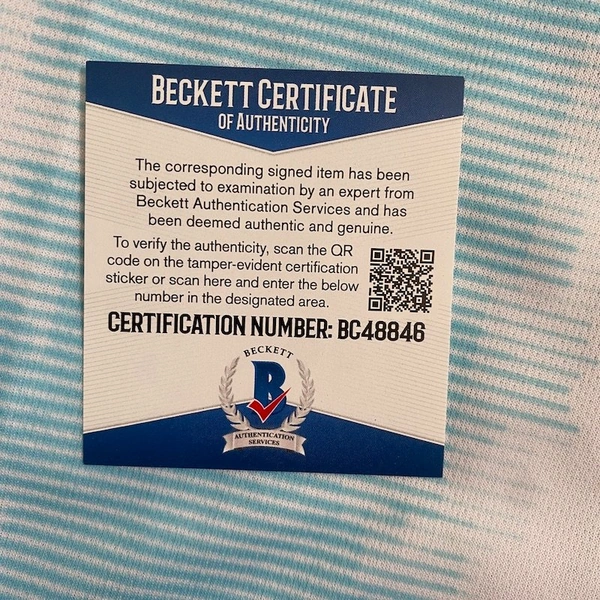 BECKETT CERTIFICATE
OF AUTHENTICITY
The corresponding signed item has been
subjected to examination by an expert from
Beckett Authentication Services and has
been deemed authentic and genuine.
To verify the authenticity, scan the QR
code on the tamper-evident certification
sticker or scan here and enter the below
number in the designated area.
CERTIFICATION NUMBER: BC48846
BECKETT
B
AUTHENTICATION
SERVICES